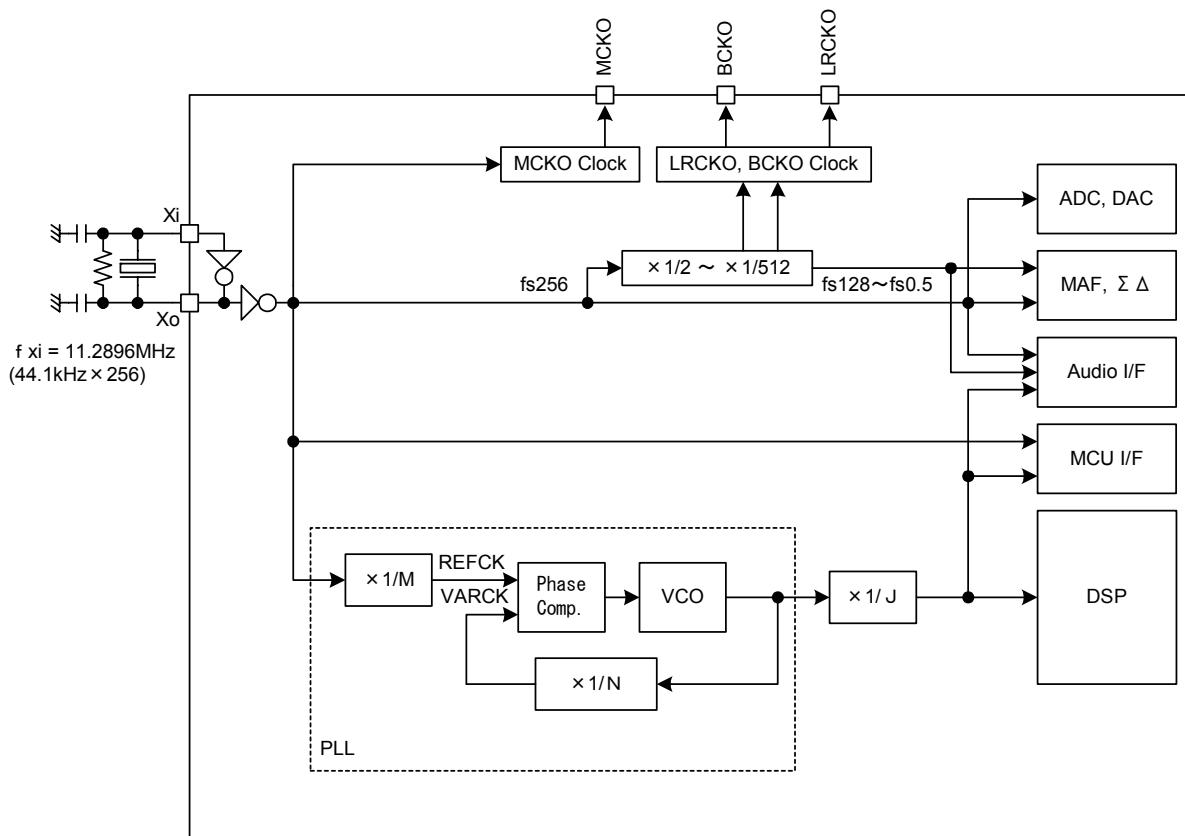 MCKO
BCKO
LRCKO
MCKO Clock
LRCKO, BCKO Clock
ADC, DAC
Xi
×1/2 ~ ×1/512
fs256
fs128~fs0.5
MAF, ΣΔ
Xo
f xi = 11.2896MHz
(44.1kHz×256)
Audio I/F
MCU I/F
×1/M
REFCK
VARCK
Phase
Comp.
VCO
×1/J
DSP
×1/N
PLL